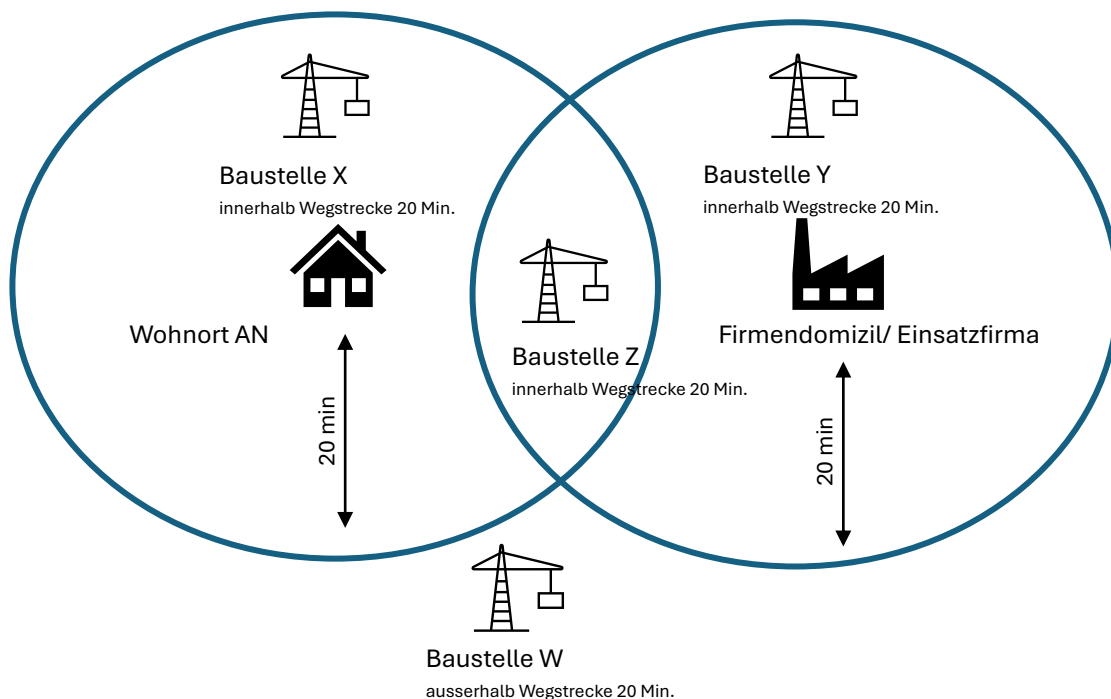 Baustelle X
innerhalb Wegstrecke 20 Min.
Baustelle Y
innerhalb Wegstrecke 20 Min.
Wohnort AN
Firmendomizil/ Einsatzfirma
Baustelle Z
innerhalb Wegstrecke 20 Min.
20 min
20 min
Baustelle W
ausserhalb Wegstrecke 20 Min.